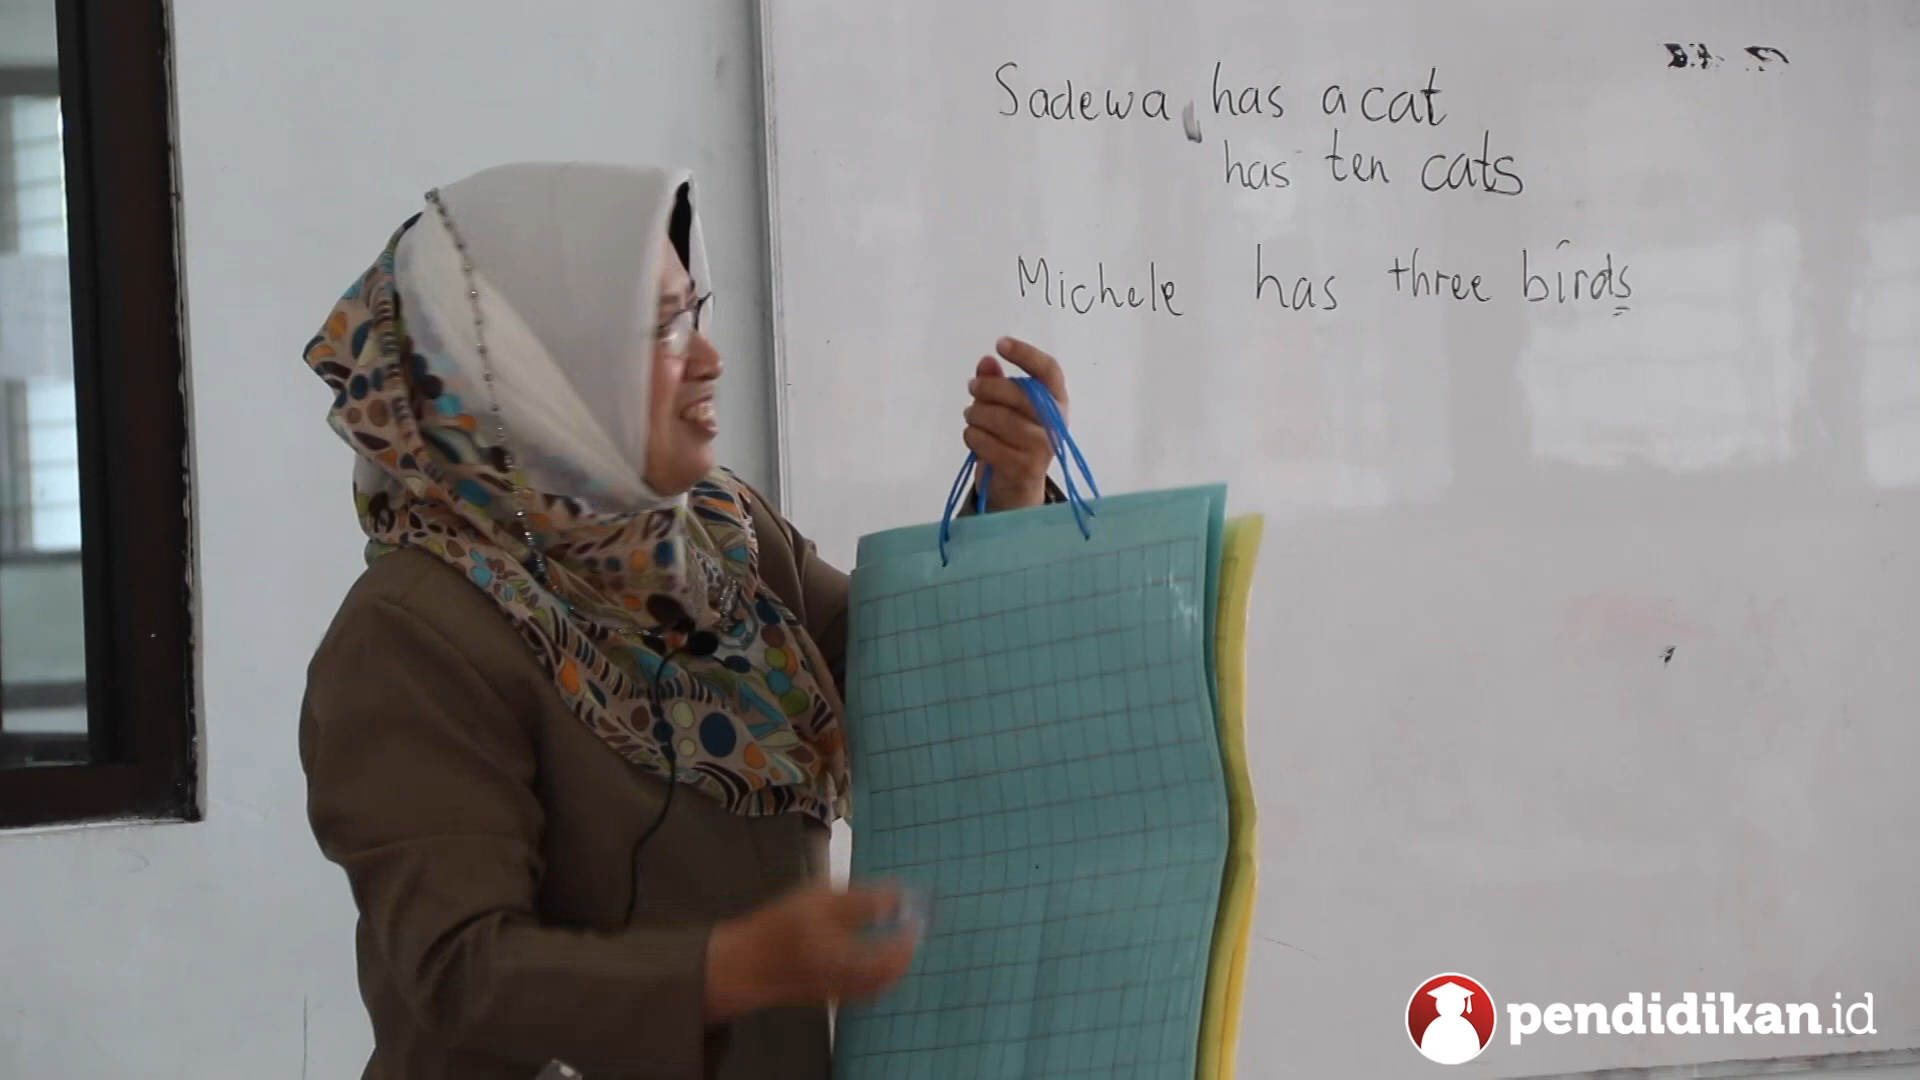 Sadewa has a cat
has ten cats
Michele has three birds
pendidikan.id